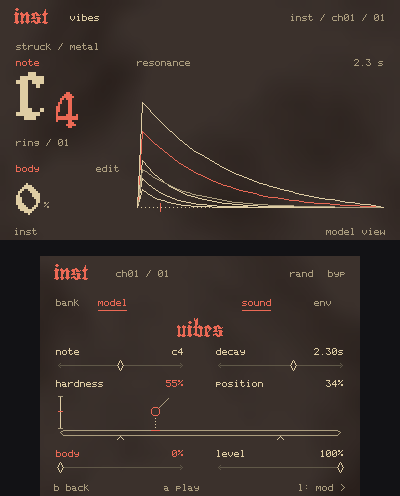 inst vibes inst / ch01 / 01
struck / metal
note resonance 2.3 s
C4
ring / 01
body edit
0%
inst model view
inst ch01 / 01 rand byp
bank model sound env
vibes
note c4 decay 2.30s
hardness 55% position 34%
body 0% level 100%
b back a play l: mod >